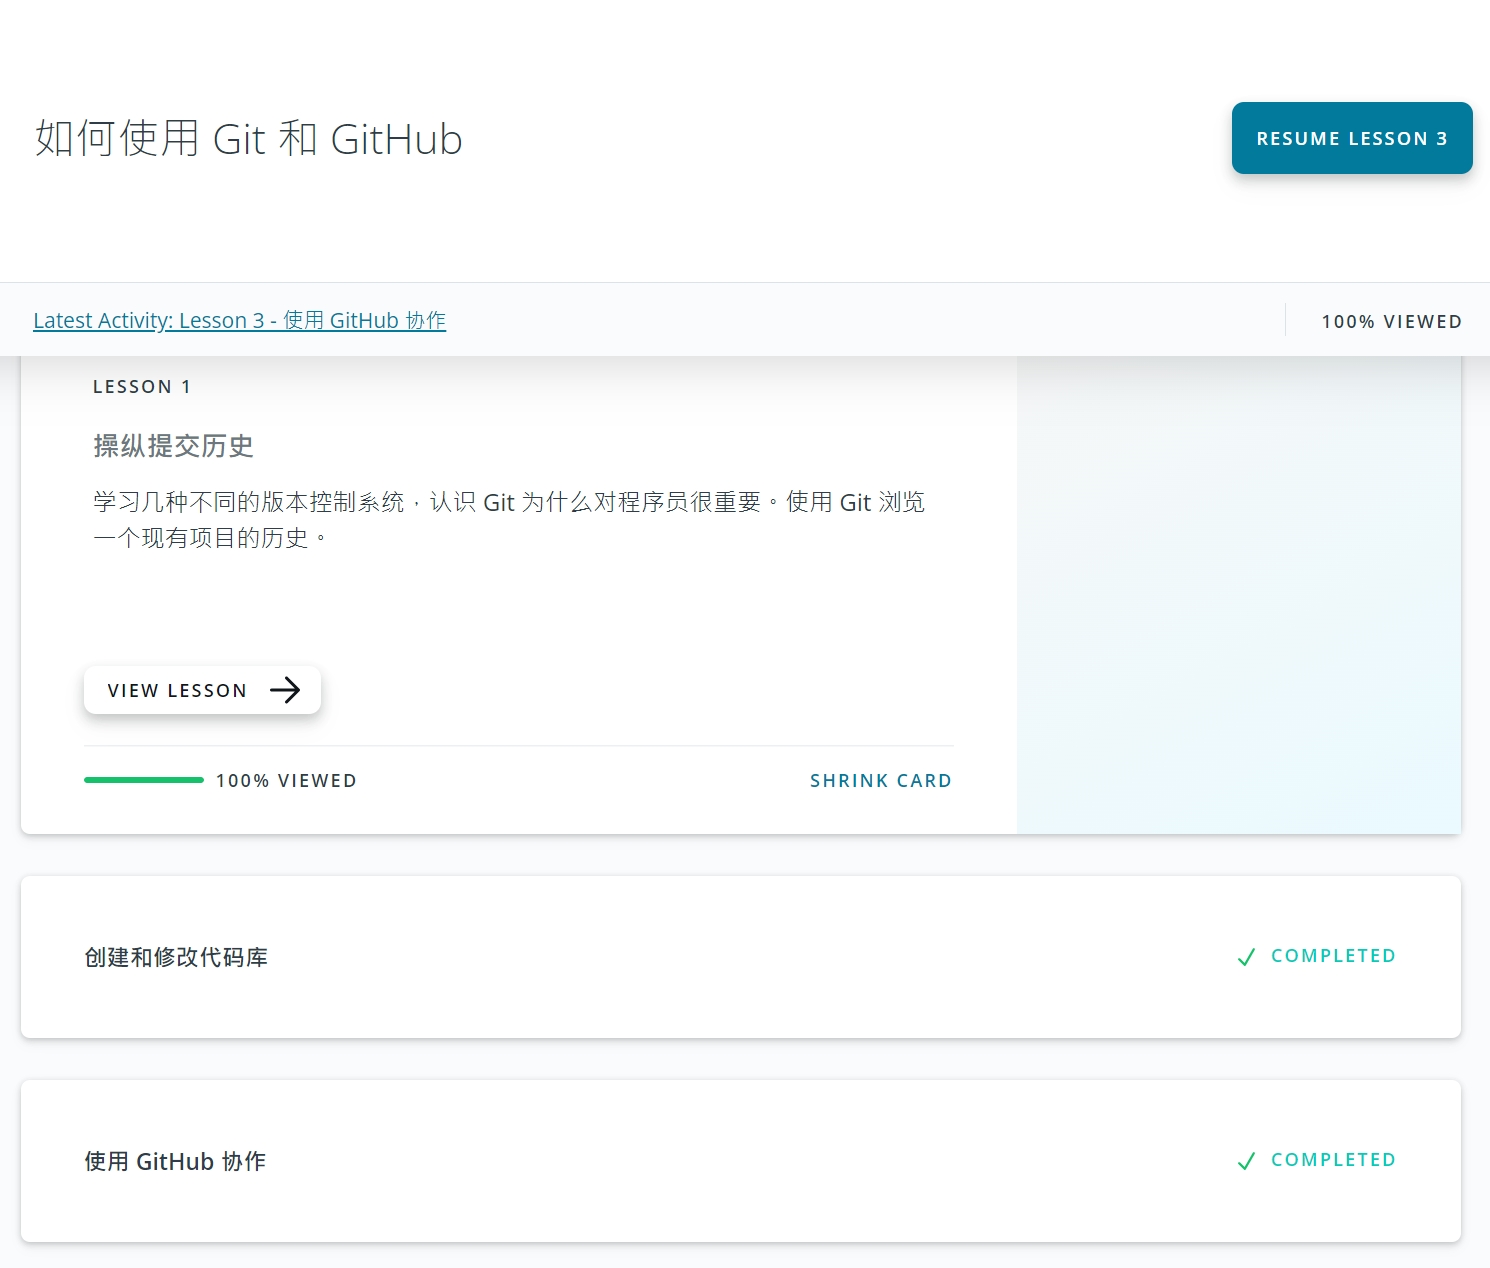 如何使用 Git 和 GitHub
RESUME LESSON 3
Latest Activity: Lesson 3 - 使用 GitHub 协作
100% VIEWED
LESSON 1
操纵提交历史
学习几种不同的版本控制系统，认识 Git 为什么对程序员很重要。使用 Git 浏览
一个现有项目的历史。
VIEW LESSON
100% VIEWED
SHRINK CARD
创建和修改代码库
COMPLETED
使用 GitHub 协作
COMPLETED